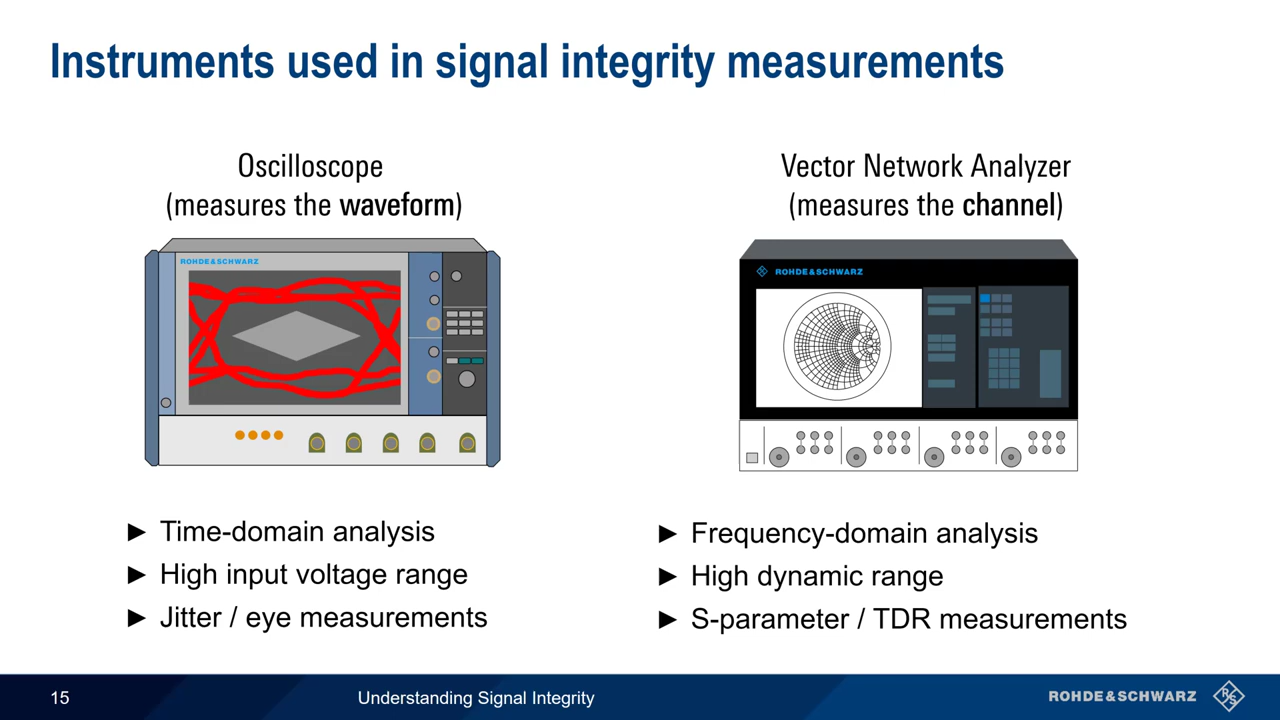 Instruments used in signal integrity measurements
Oscilloscope
(measures the waveform)
ROHDE&SCHWARZ
► Time-domain analysis
► High input voltage range
► Jitter / eye measurements
Vector Network Analyzer
(measures the channel)
ROHDE&SCHWARZ
► Frequency-domain analysis
► High dynamic range
► S-parameter / TDR measurements
15
Understanding Signal Integrity
ROHDE&SCHWARZ
R&S